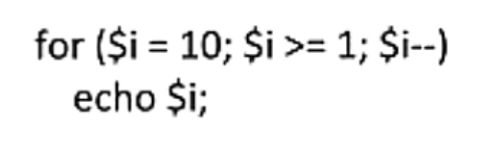 for ($i = 10; $i >= 1; $i--)
echo $i;